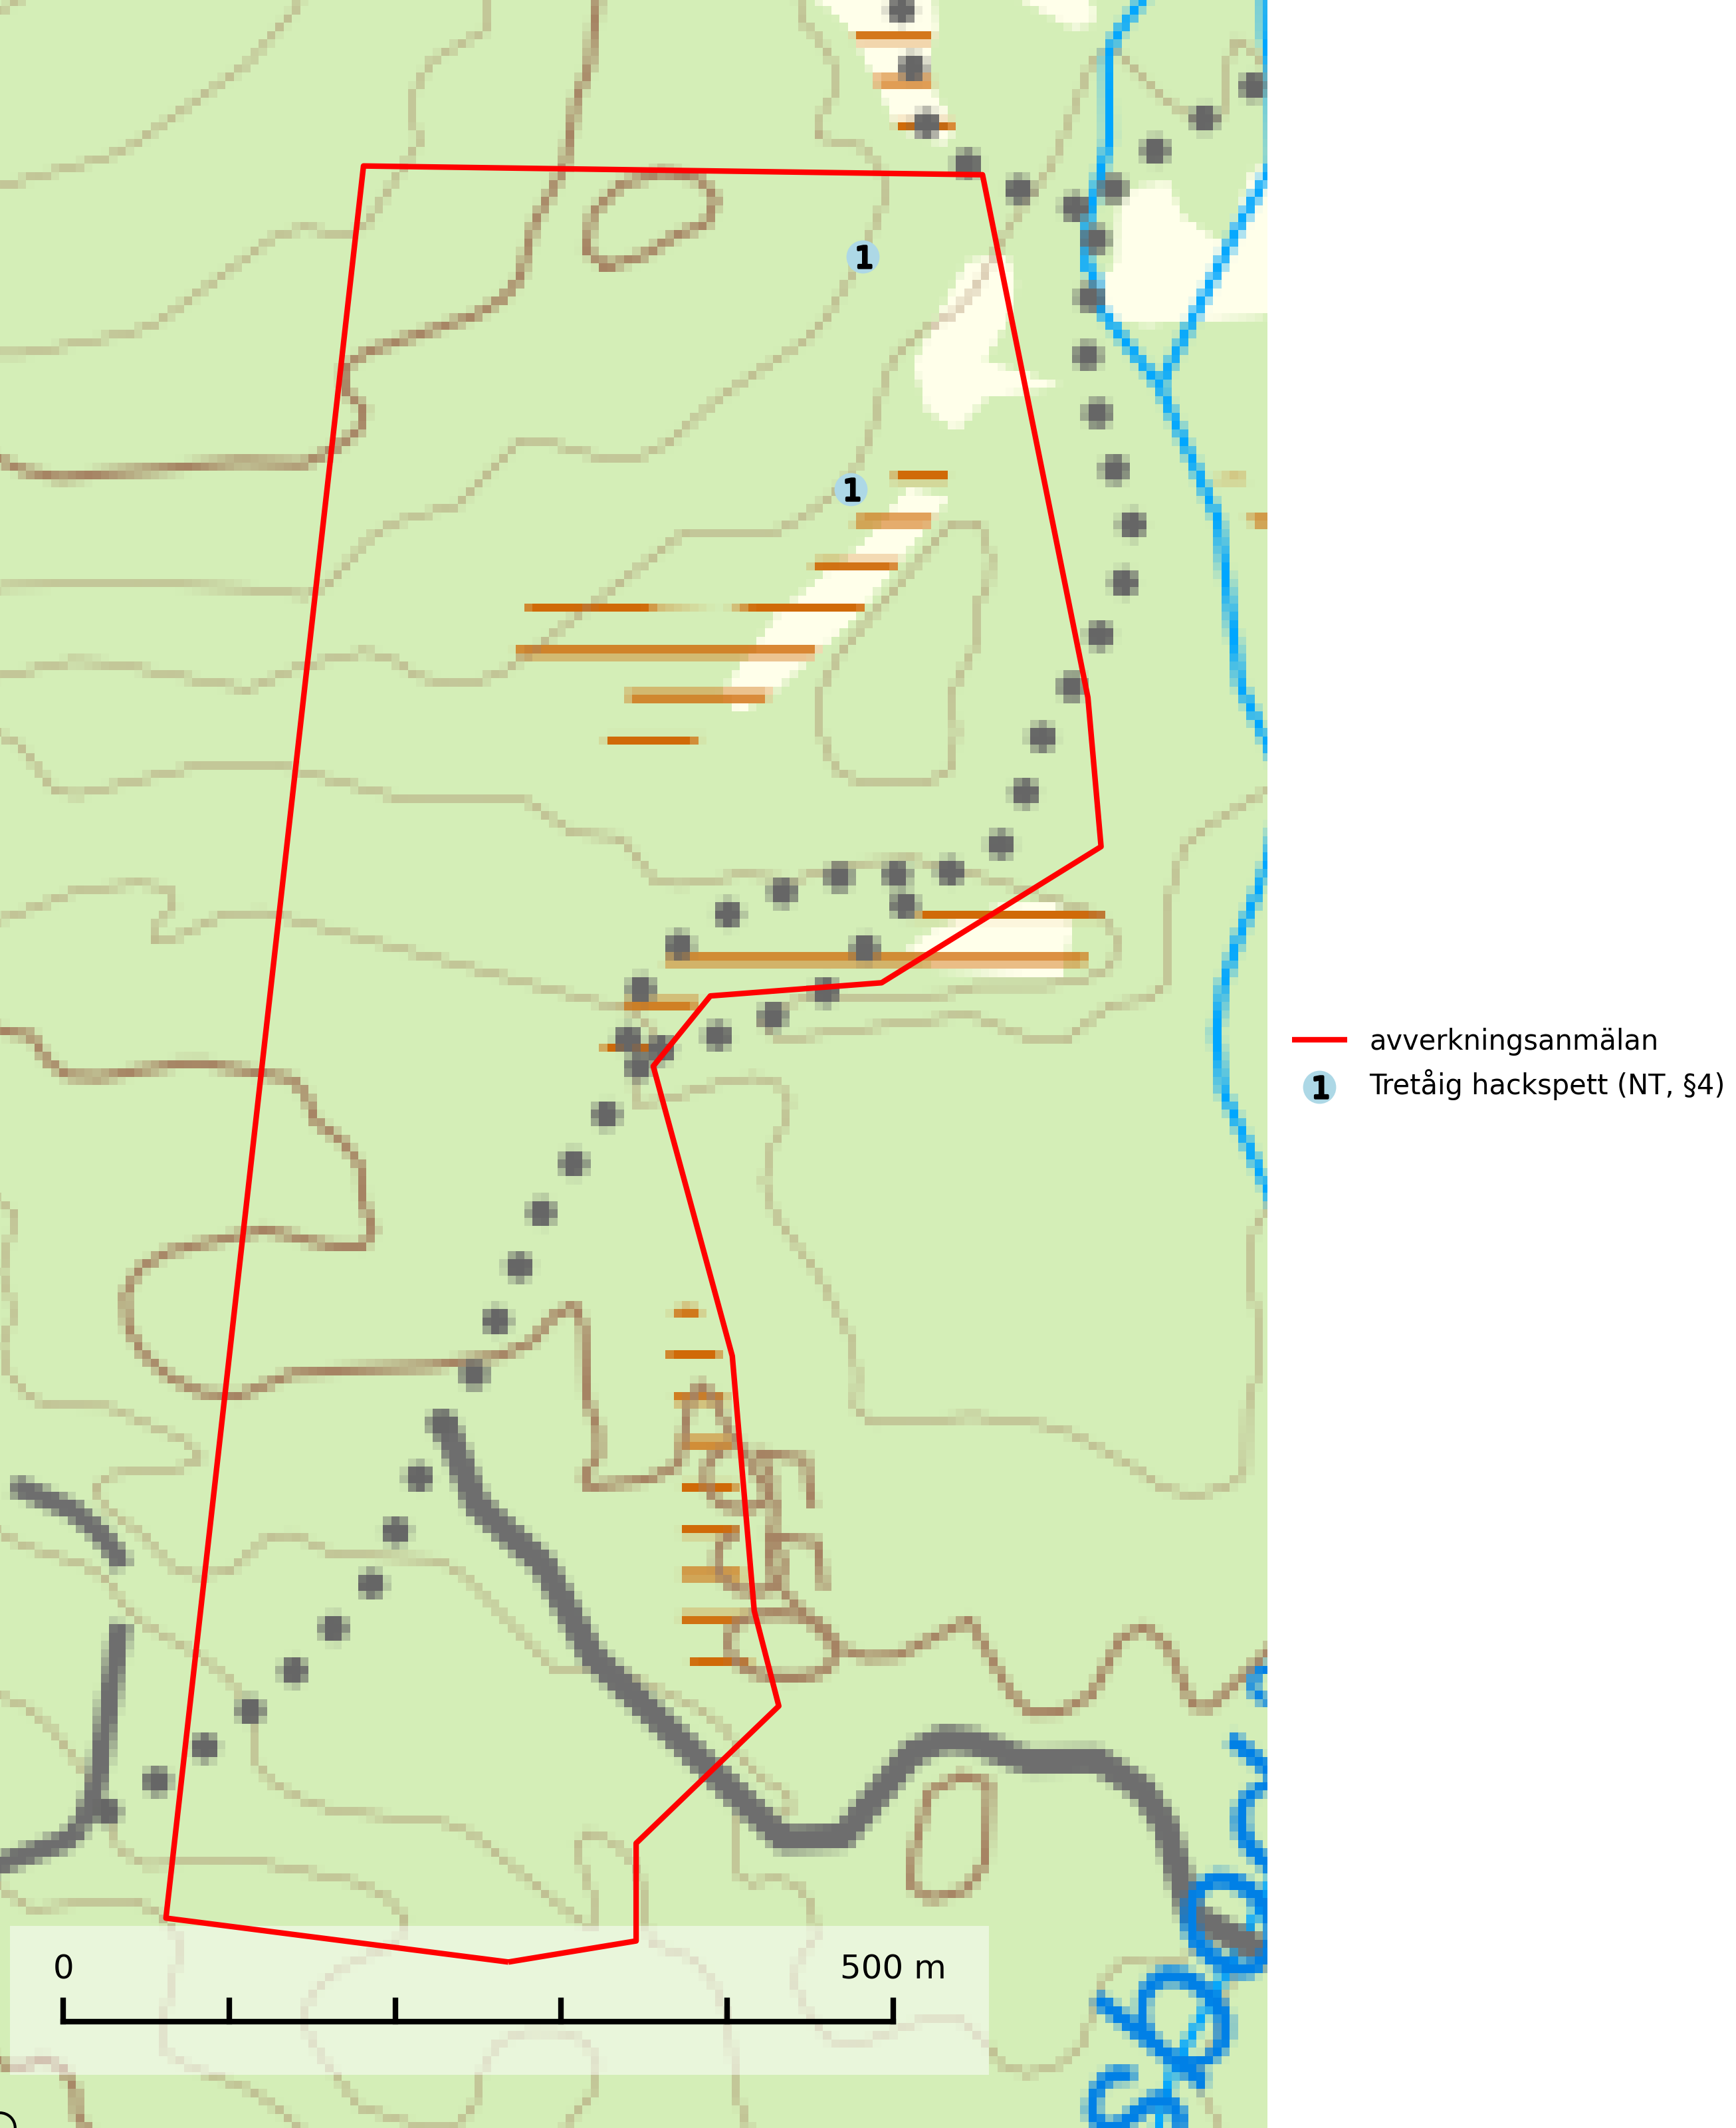 1
1
avverkningsanmälan
1 Tretåig hackspett (NT, §4)
0 500 m